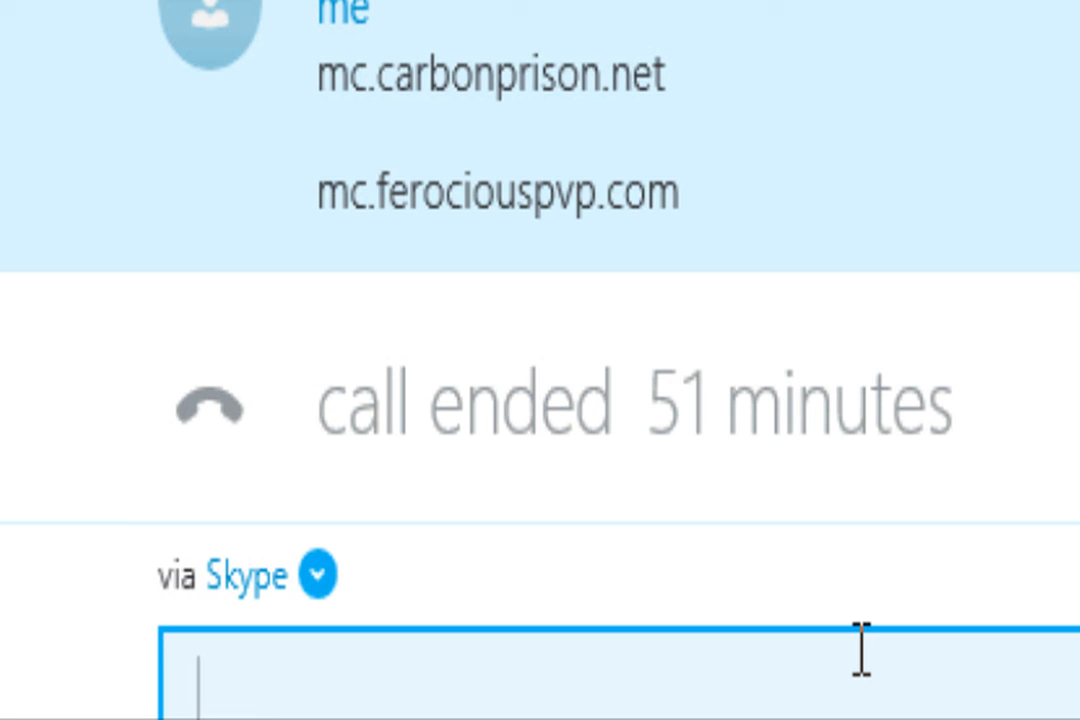 me
mc.carbonprison.net
mc.ferociouspvp.com
call ended 51 minutes
via Skype